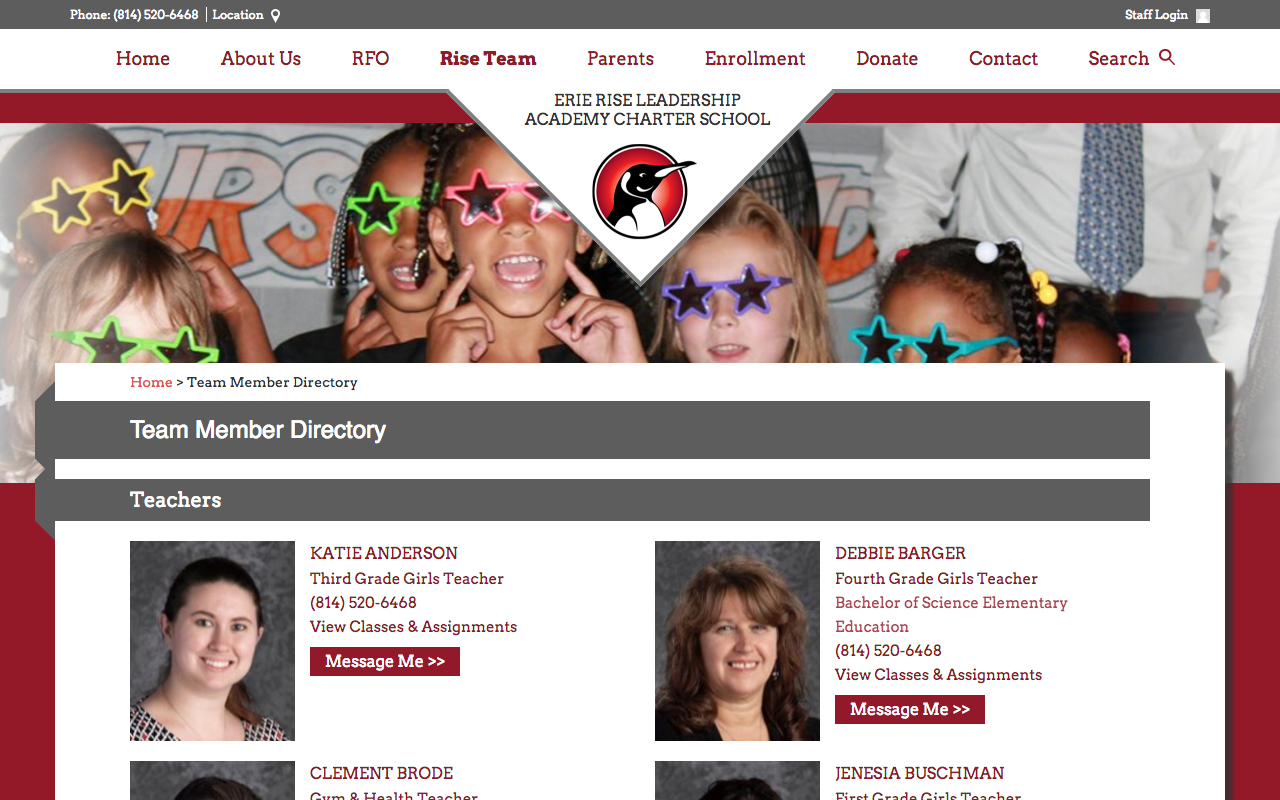 Phone: (814) 520-6468 | Location
Staff Login
Home
About Us
RFO
Rise Team
Parents
Enrollment
Donate
Contact
Search
ERIE RISE LEADERSHIP
ACADEMY CHARTER SCHOOL
Home > Team Member Directory
Team Member Directory
Teachers
KATIE ANDERSON
Third Grade Girls Teacher
(814) 520-6468
View Classes & Assignments
Message Me >>
DEBBIE BARGER
Fourth Grade Girls Teacher
Bachelor of Science Elementary
Education
(814) 520-6468
View Classes & Assignments
Message Me >>
CLEMENT BRODE
Gym & Health Teacher
JENESIA BUSCHMAN
First Grade Girls Teacher